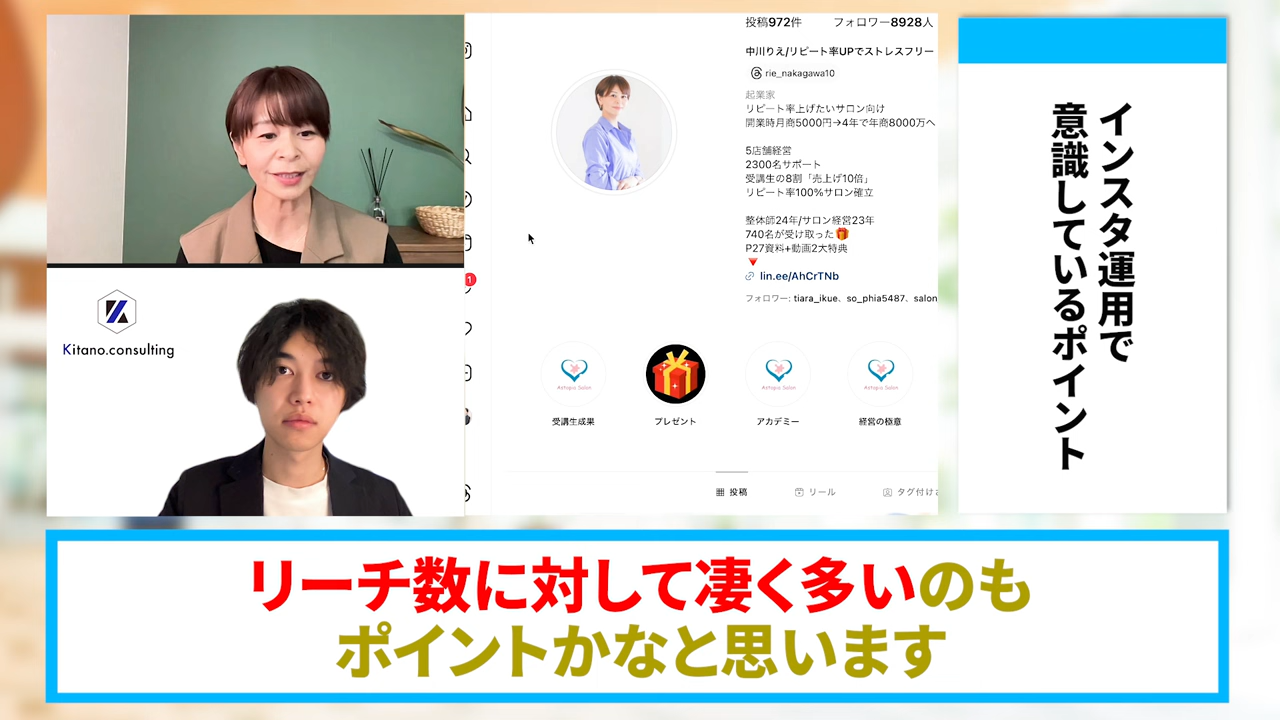 投稿972件 フォロワー8928人
中川りえ/リピート率UPでストレスフリー
rie_nakagawa10
起業家
リピート率上げたいサロン向け
開業時月商5000円→4年で年商8000万へ
5店舗経営
2300名サポート
受講生の8割「売上げ10倍」
リピート率100%サロン確立
整体師24年/サロン経営23年
740名が受け取った🎁
P27資料+動画2大特典
🔻
lin.ee/AhCrTNb
フォロワー: tiara_ikue、so_phia5487、salon
1
Kitano.consulting
受講生成果
プレゼント
アカデミー
経営の極意
投稿 リール タグ付け
インスタ運用で
意識しているポイント
リーチ数に対して凄く多いのも
ポイントかなと思います